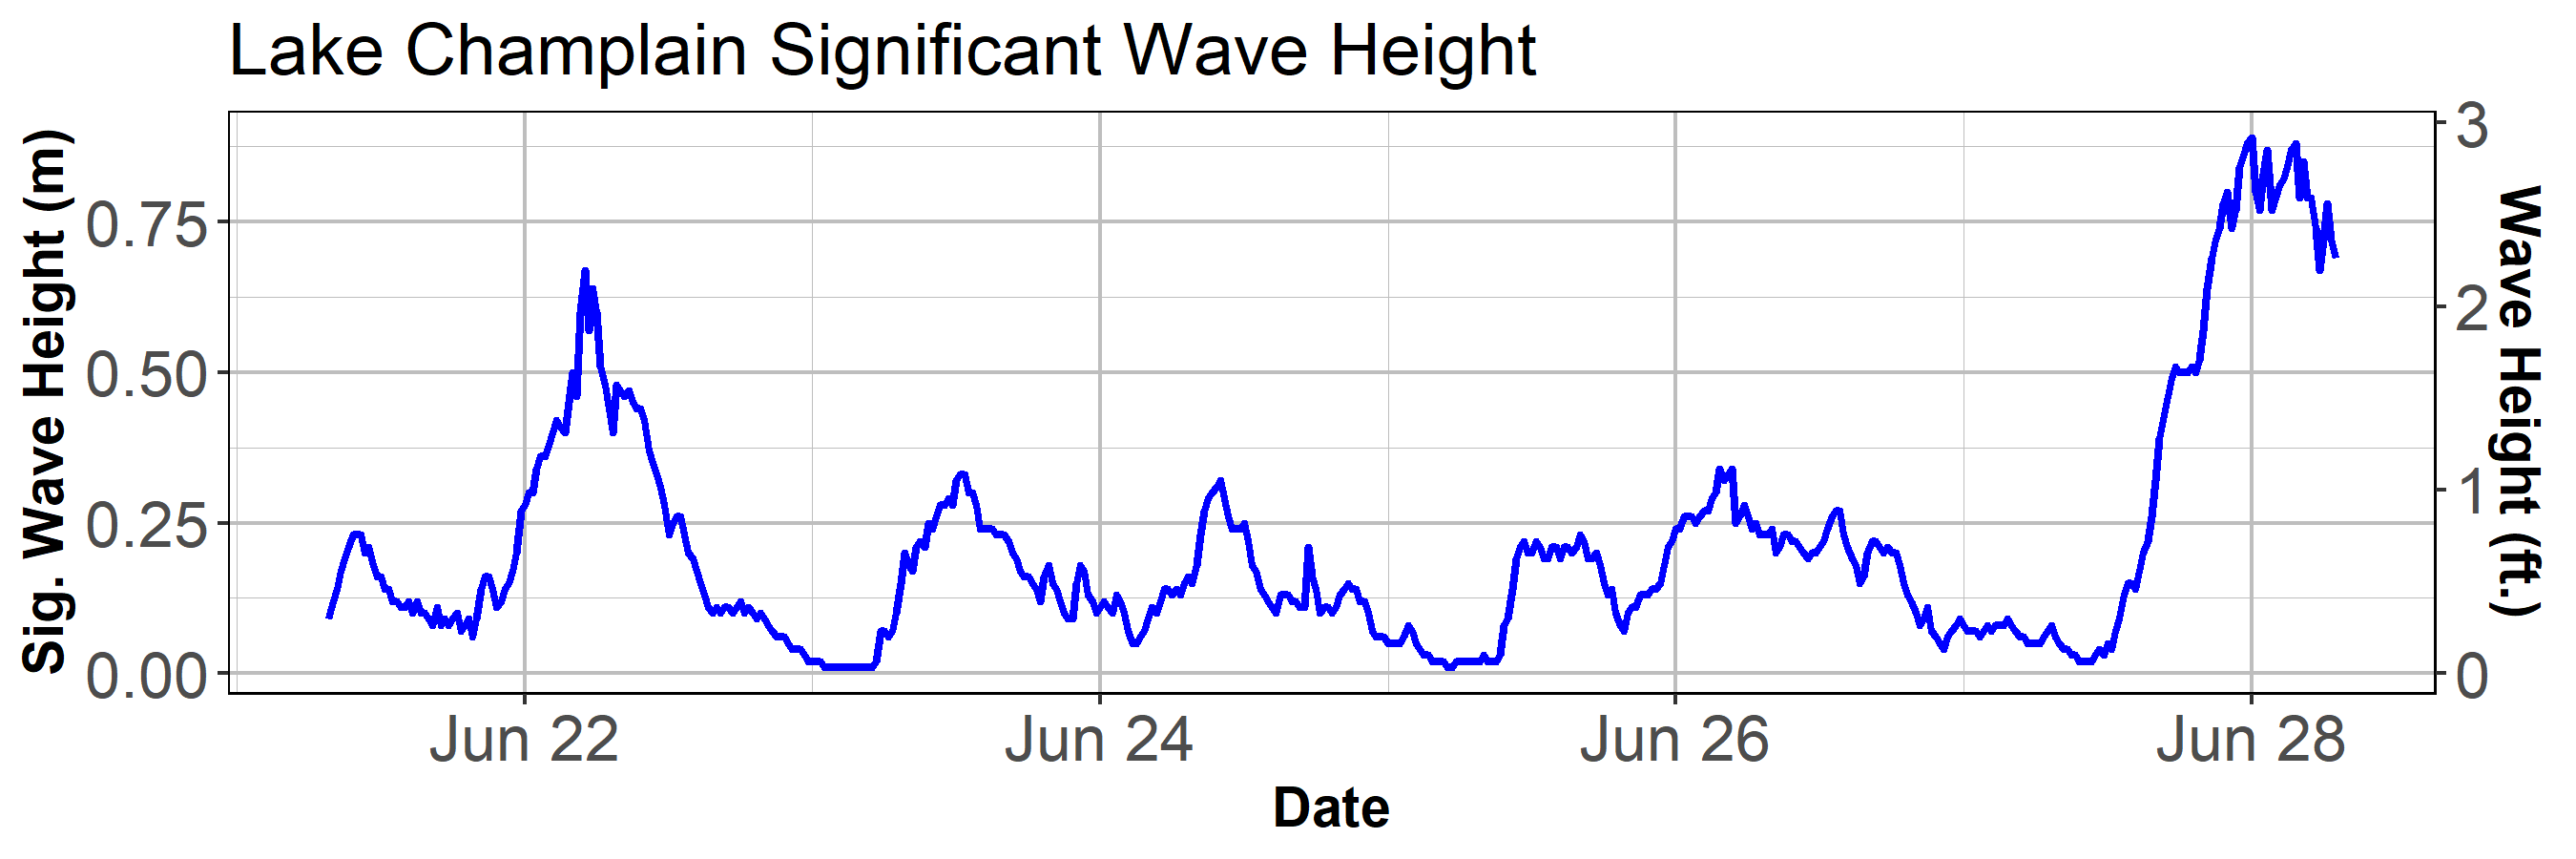 Lake Champlain Significant Wave Height
Sig. Wave Height (m)
0.75
0.50
0.25
0.00
3
2
1
0
Wave Height (ft.)
Jun 22
Jun 24
Jun 26
Jun 28
Date